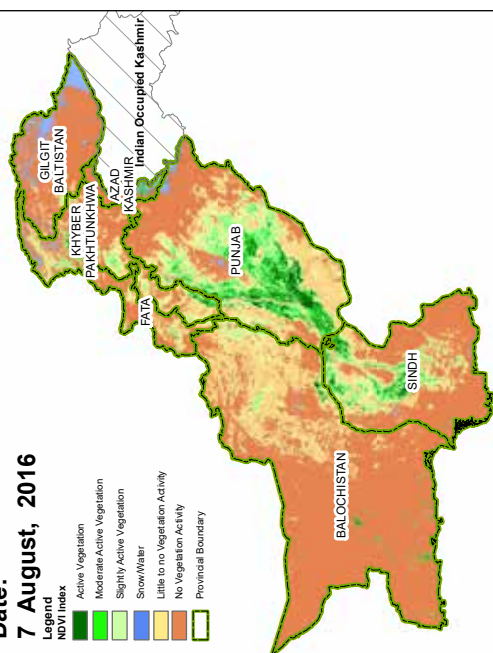 Date:
7 August, 2016
Legend
NDVI Index
Active Vegetation
Moderate Active Vegetation
Slightly Active Vegetation
Snow/Water
Little to no Vegetation Activity
No Vegetation Activity
Provincial Boundary
GILGIT
BALTISTAN
KHYBER
PAKHTUNKHWA
AZAD
KASHMIR
Indian Occupied Kashmir
FATA
PUNJAB
BALOCHISTAN
SINDH